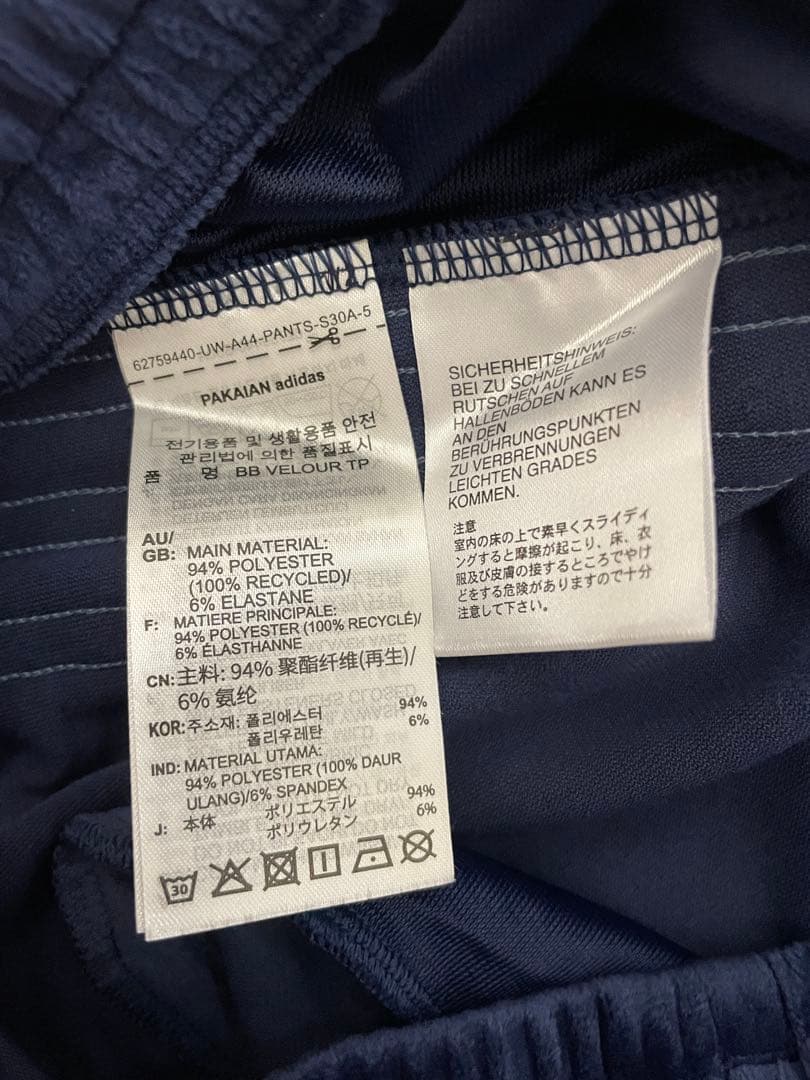 62759440-UW-A44-PANTS-S30A-5
PAKAIAN adidas
전기용품 및 생활용품 안전
관리법에 의한 품질표시
품 명 BB VELOUR TP
AU/
GB: MAIN MATERIAL:
94% POLYESTER
(100% RECYCLED)/
6% ELASTANE
F: MATIERE PRINCIPALE:
94% POLYESTER (100% RECYCLÉ)/
6% ÉLASTHANNE
CN: 主料: 94% 聚酯纤维(再生)/
6% 氨纶
KOR: 주소재: 폴리에스터 94%
폴리우레탄 6%
IND: MATERIAL UTAMA:
94% POLYESTER (100% DAUR
ULANG)/6% SPANDEX
J: 本体 ポリエステル 94%
ポリウレタン 6%
30
SICHERHEITSHINWEIS:
BEI ZU SCHNELLEM
RUTSCHEN AUF
HALLENBÖDEN KANN ES
AN DEN
BERÜHRUNGSPUNKTEN
ZU VERBRENNUNGEN
LEICHTEN GRADES
KOMMEN.
注意
室内の床の上で素早くスライディ
ングすると摩擦が起こり、床、衣
服及び皮膚の接するところでやけ
どをする危険がありますので十分
注意して下さい。